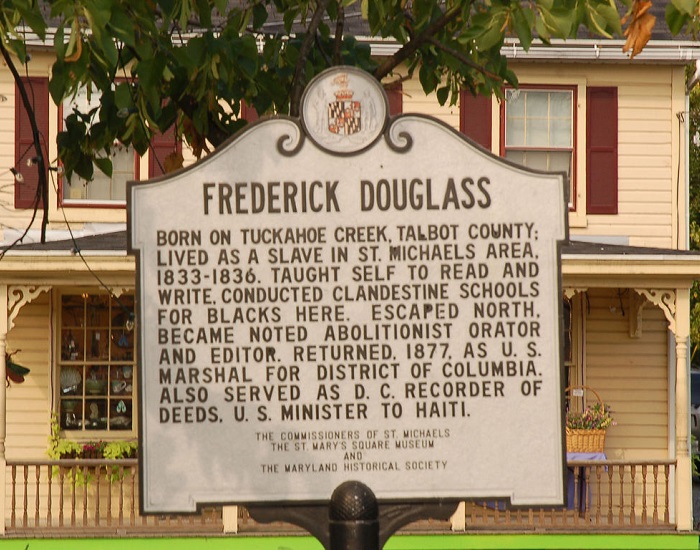 FREDERICK DOUGLASS
BORN ON TUCKAHOE CREEK, TALBOT COUNTY;
LIVED AS A SLAVE IN ST. MICHAELS AREA,
1833-1836. TAUGHT SELF TO READ AND
WRITE, CONDUCTED CLANDESTINE SCHOOLS
FOR BLACKS HERE. ESCAPED NORTH,
BECAME NOTED ABOLITIONIST ORATOR
AND EDITOR. RETURNED, 1877, AS U. S.
MARSHAL FOR DISTRICT OF COLUMBIA.
ALSO SERVED AS D. C. RECORDER OF
DEEDS, U. S. MINISTER TO HAITI.
THE COMMISSIONERS OF ST. MICHAELS
THE ST. MARY'S SQUARE MUSEUM
AND
THE MARYLAND HISTORICAL SOCIETY